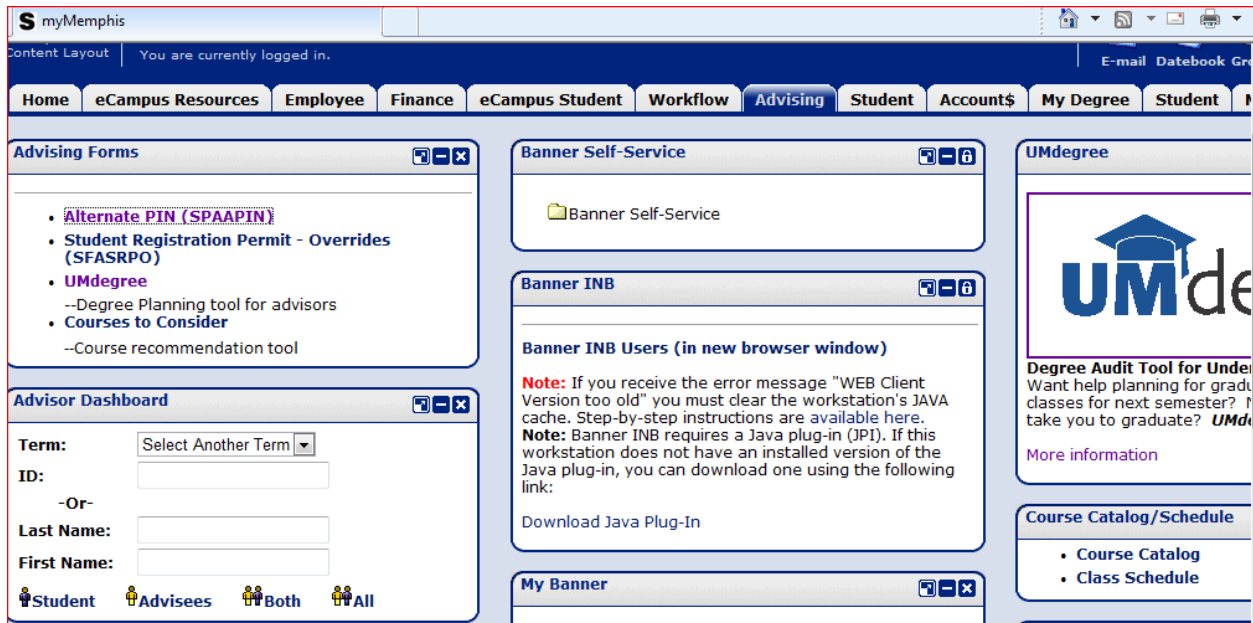 S myMemphis
Content Layout
You are currently logged in.
E-mail Datebook
Home
eCampus Resources
Employee
Finance
eCampus Student
Workflow
Advising
Student
Account$
My Degree
Student
Advising Forms
• Alternate PIN (SPAAPIN)
• Student Registration Permit - Overrides
(SFASRPO)
• UMdegree
--Degree Planning tool for advisors
• Courses to Consider
--Course recommendation tool
Advisor Dashboard
Term: Select Another Term
ID:
-Or-
Last Name:
First Name:
Student Advisees Both All
Banner Self-Service
Banner Self-Service
Banner INB
Banner INB Users (in new browser window)
Note: If you receive the error message "WEB Client
Version too old" you must clear the workstation's JAVA
cache. Step-by-step instructions are available here.
Note: Banner INB requires a Java plug-in (JPI). If this
workstation does not have an installed version of the
Java plug-in, you can download one using the following
link:
Download Java Plug-In
My Banner
UMdegree
UMde
Degree Audit Tool for Under
Want help planning for gradu
classes for next semester?
take you to graduate? UMde
More information
Course Catalog/Schedule
• Course Catalog
• Class Schedule